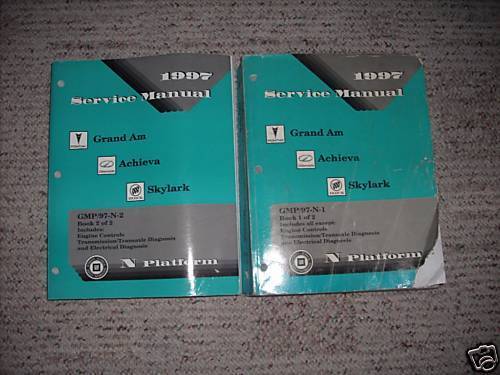 1997
Service Manual
Grand Am
Achieva
Skylark
GMP/97-N-2
Book 2 of 2
Includes:
Engine Controls
Transmission/Transaxle Diagnosis
and Electrical Diagnosis
N Platform
1997
Service Manual
Grand Am
Achieva
Skylark
GMP/97-N-1
Book 1 of 2
Includes all except:
Engine Controls
Transmission/Transaxle Diagnosis
and Electrical Diagnosis
N Platform